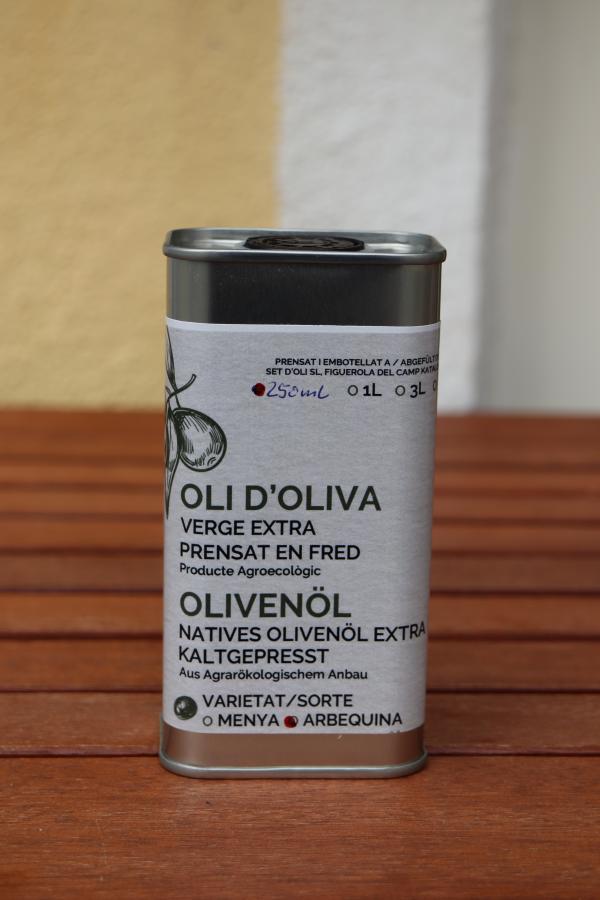 PRENSAT I EMBOTELLAT A / ABGEFÜLLT
SET D'OLI SL, FIGUEROLA DEL CAMP
250mL 1L 3L
OLI D'OLIVA
VERGE EXTRA
PRENSAT EN FRED
Producte Agroecològic
OLIVENÖL
NATIVES OLIVENÖL EXTRA
KALTGEPRESST
Aus Agrarökologischem Anbau
VARIETAT/SORTE
MENYA ARBEQUINA